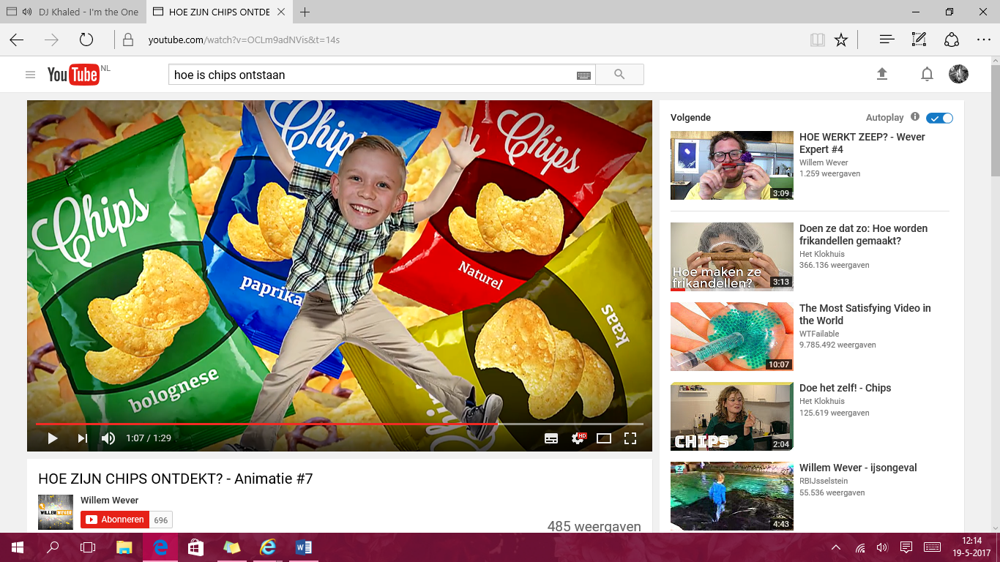 DJ Khaled - I'm the One
HOE ZIJN CHIPS ONTDE
youtube.com/watch?v=OCLm9adNVis&t=14s
YouTube NL
hoe is chips ontstaan
Chips
bolognese
Chips
paprika
Chips
Naturel
kaas
1:07 / 1:29
HD
HOE ZIJN CHIPS ONTDEKT? - Animatie #7
WILLEM WEVER
Willem Wever
Abonneren 696
485 weergaven
Volgende
Autoplay
HOE WERKT ZEEP? - Wever
Expert #4
Willem Wever
1.259 weergaven
3:09
Doen ze dat zo: Hoe worden
frikandellen gemaakt?
Het Klokhuis
366.136 weergaven
Hoe maken ze
frikandellen?
3:13
The Most Satisfying Video in
the World
WTFailable
9.785.492 weergaven
10:07
Doe het zelf! - Chips
Het Klokhuis
125.619 weergaven
CHIPS
2:04
Willem Wever - ijsongeval
RBIJsselstein
55.536 weergaven
4:43
12:14
19-5-2017